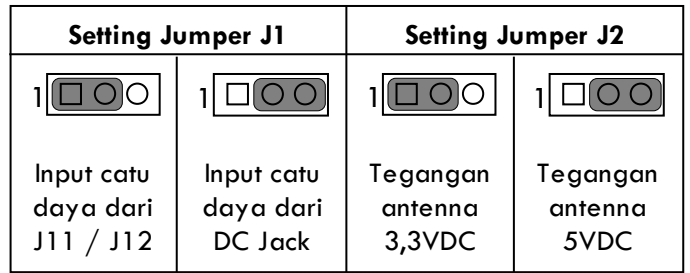 Setting Jumper J1
Setting Jumper J2
1
1
1
1
Input catu
daya dari
J11 / J12
Input catu
daya dari
DC Jack
Tegangan
antenna
3,3VDC
Tegangan
antenna
5VDC